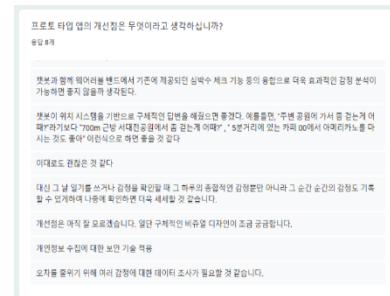 프로토 타입 앱의 개선점은 무엇이라고 생각하십니까?
응답 8개
챗봇과 함께 웨어러블 밴드에서 기존에 제공되던 심박수 체크 기능 등의 융합으로 더욱 효과적인 감정 분석이
가능하면 좋지 않을까 생각된다.
챗봇이 위치 시스템을 기반으로 구체적인 답변을 해줬으면 좋겠다. 예를들면, "주변 공원에 가서 좀 걷는게 어
때?"라기보다 "700m 근방 서대전공원에서 좀 걷는게 어때?", " 5분거리에 있는 카페 00에서 아메리카노를 마
시는 것도 좋아" 이런식으로 하면 좋을 것 같다
이대로도 괜찮은 것 같다
대신 그 날 일기를 쓰거나 감정을 확인할 때 그 하루의 종합적인 감정뿐만 아니라 그 순간 순간의 감정도 기록
할 수 있게하여 나중에 확인하면 더욱 세세할 것 같습니다.
개선점은 아직 잘 모르겠습니다. 일단 구체적인 비쥬얼 디자인이 조금 궁금합니다.
개인정보 수집에 대한 보안 기술 적용
오차를 줄위기 위해 여러 감정에 대한 데이터 조사가 필요할 것 같습니다.